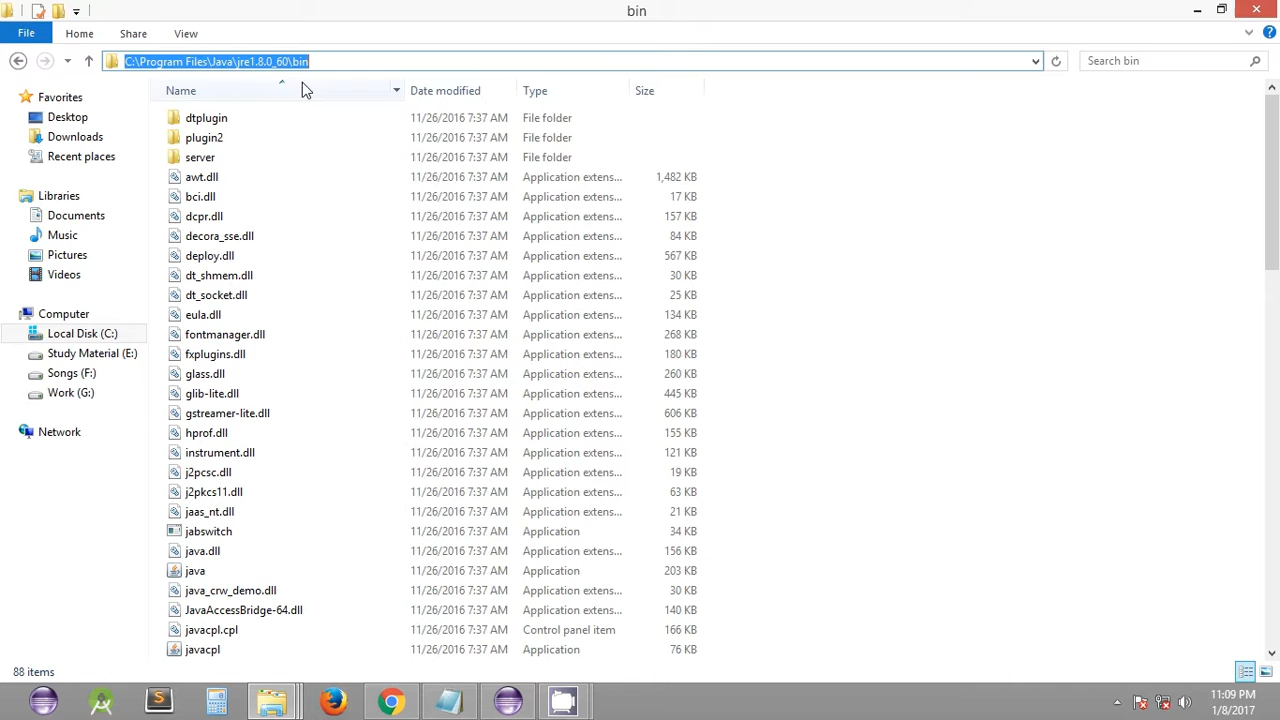 bin
File Home Share View
C:\Program Files\Java\jre1.8.0_60\bin Search bin
Name Date modified Type Size
Favorites
Desktop
Downloads
Recent places
Libraries
Documents
Music
Pictures
Videos
Computer
Local Disk (C:)
Study Material (E:)
Songs (F:)
Work (G:)
Network
dtplugin 11/26/2016 7:37 AM File folder
plugin2 11/26/2016 7:37 AM File folder
server 11/26/2016 7:37 AM File folder
awt.dll 11/26/2016 7:37 AM Application extens... 1,482 KB
bci.dll 11/26/2016 7:37 AM Application extens... 17 KB
dcpr.dll 11/26/2016 7:37 AM Application extens... 157 KB
decora_sse.dll 11/26/2016 7:37 AM Application extens... 84 KB
deploy.dll 11/26/2016 7:37 AM Application extens... 567 KB
dt_shmem.dll 11/26/2016 7:37 AM Application extens... 30 KB
dt_socket.dll 11/26/2016 7:37 AM Application extens... 25 KB
eula.dll 11/26/2016 7:37 AM Application extens... 134 KB
fontmanager.dll 11/26/2016 7:37 AM Application extens... 268 KB
fxplugins.dll 11/26/2016 7:37 AM Application extens... 180 KB
glass.dll 11/26/2016 7:37 AM Application extens... 260 KB
glib-lite.dll 11/26/2016 7:37 AM Application extens... 445 KB
gstreamer-lite.dll 11/26/2016 7:37 AM Application extens... 606 KB
hprof.dll 11/26/2016 7:37 AM Application extens... 155 KB
instrument.dll 11/26/2016 7:37 AM Application extens... 121 KB
j2pcsc.dll 11/26/2016 7:37 AM Application extens... 19 KB
j2pkcs11.dll 11/26/2016 7:37 AM Application extens... 63 KB
jaas_nt.dll 11/26/2016 7:37 AM Application extens... 21 KB
jabswitch 11/26/2016 7:37 AM Application 34 KB
java.dll 11/26/2016 7:37 AM Application extens... 156 KB
java 11/26/2016 7:37 AM Application 203 KB
java_crw_demo.dll 11/26/2016 7:37 AM Application extens... 30 KB
JavaAccessBridge-64.dll 11/26/2016 7:37 AM Application extens... 140 KB
javacpl.cpl 11/26/2016 7:37 AM Control panel item 166 KB
javacpl 11/26/2016 7:37 AM Application 76 KB
88 items
11:09 PM
1/8/2017